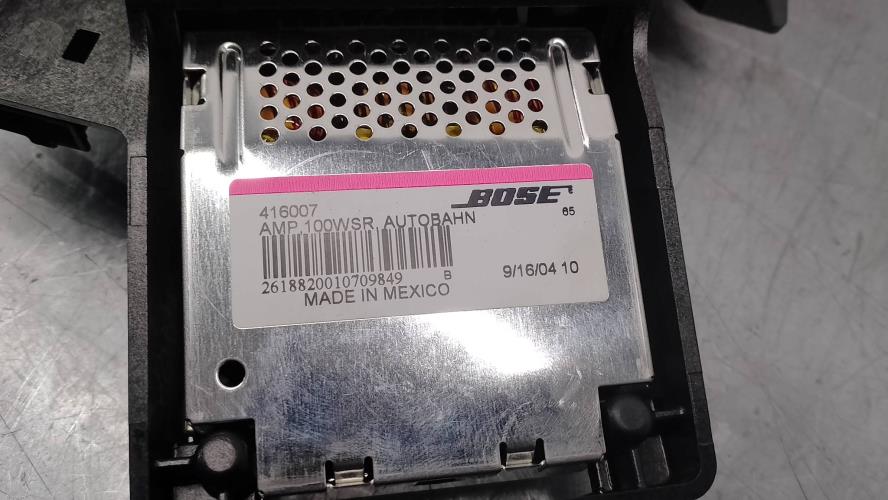 416007
BOSE
AMP,100WSR, AUTOBAHN
65
2618820010709849
B
9/16/04 10
MADE IN MEXICO